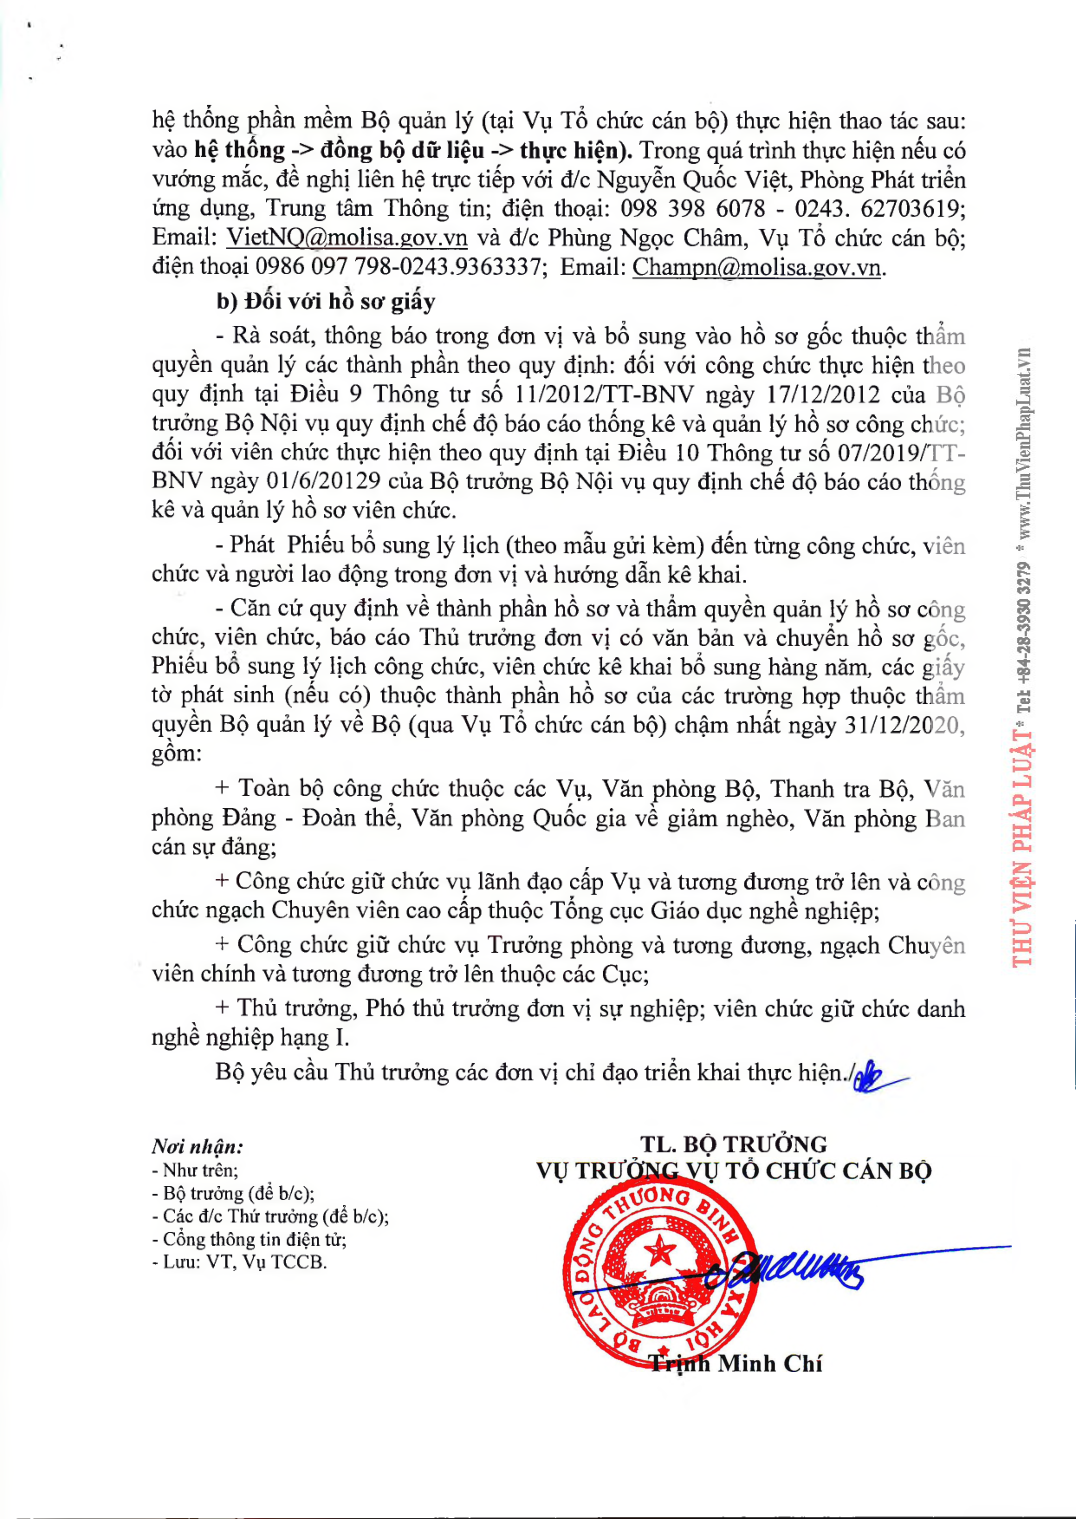 hệ thống phần mềm Bộ quản lý (tại Vụ Tổ chức cán bộ) thực hiện thao tác sau:
vào hệ thống -> đồng bộ dữ liệu -> thực hiện). Trong quá trình thực hiện nếu có
vướng mắc, đề nghị liên hệ trực tiếp với đ/c Nguyễn Quốc Việt, Phòng Phát triển
ứng dụng, Trung tâm Thông tin; điện thoại: 098 398 6078 - 0243. 62703619;
Email: VietNQ@molisa.gov.vn và đ/c Phùng Ngọc Châm, Vụ Tổ chức cán bộ;
điện thoại 0986 097 798-0243.9363337; Email: Champn@molisa.gov.vn.
b) Đối với hồ sơ giấy
- Rà soát, thông báo trong đơn vị và bổ sung vào hồ sơ gốc thuộc thẩm
quyền quản lý các thành phần theo quy định: đối với công chức thực hiện theo
quy định tại Điều 9 Thông tư số 11/2012/TT-BNV ngày 17/12/2012 của Bộ
trưởng Bộ Nội vụ quy định chế độ báo cáo thống kê và quản lý hồ sơ công chức;
đối với viên chức thực hiện theo quy định tại Điều 10 Thông tư số 07/2019/TT-
BNV ngày 01/6/20129 của Bộ trưởng Bộ Nội vụ quy định chế độ báo cáo thống
kê và quản lý hồ sơ viên chức.
- Phát Phiếu bổ sung lý lịch (theo mẫu gửi kèm) đến từng công chức, viên
chức và người lao động trong đơn vị và hướng dẫn kê khai.
- Căn cứ quy định về thành phần hồ sơ và thẩm quyền quản lý hồ sơ công
chức, viên chức, báo cáo Thủ trưởng đơn vị có văn bản và chuyển hồ sơ gốc,
Phiếu bổ sung lý lịch công chức, viên chức kê khai bổ sung hàng năm, các giấy
tờ phát sinh (nếu có) thuộc thành phần hồ sơ của các trường hợp thuộc thẩm
quyền Bộ quản lý về Bộ (qua Vụ Tổ chức cán bộ) chậm nhất ngày 31/12/2020,
gồm:
+ Toàn bộ công chức thuộc các Vụ, Văn phòng Bộ, Thanh tra Bộ, Văn
phòng Đảng - Đoàn thể, Văn phòng Quốc gia về giảm nghèo, Văn phòng Ban
cán sự đảng;
+ Công chức giữ chức vụ lãnh đạo cấp Vụ và tương đương trở lên và công
chức ngạch Chuyên viên cao cấp thuộc Tổng cục Giáo dục nghề nghiệp;
+ Công chức giữ chức vụ Trưởng phòng và tương đương, ngạch Chuyên
viên chính và tương đương trở lên thuộc các Cục;
+ Thủ trưởng, Phó thủ trưởng đơn vị sự nghiệp; viên chức giữ chức danh
nghề nghiệp hạng I.
Bộ yêu cầu Thủ trưởng các đơn vị chỉ đạo triển khai thực hiện./.
Nơi nhận:
- Như trên;
- Bộ trưởng (để b/c);
- Các đ/c Thứ trưởng (để b/c);
- Cổng thông tin điện tử;
- Lưu: VT, Vụ TCCB.
TL. BỘ TRƯỞNG
VỤ TRƯỞNG VỤ TỔ CHỨC CÁN BỘ
BỘ LAO ĐỘNG THƯƠNG BINH VÀ XÃ HỘI
Trịnh Minh Chí
THƯ VIỆN PHÁP LUẬT * Tel: +84-28-3930 3279 * www.ThuVienPhapLuat.vn